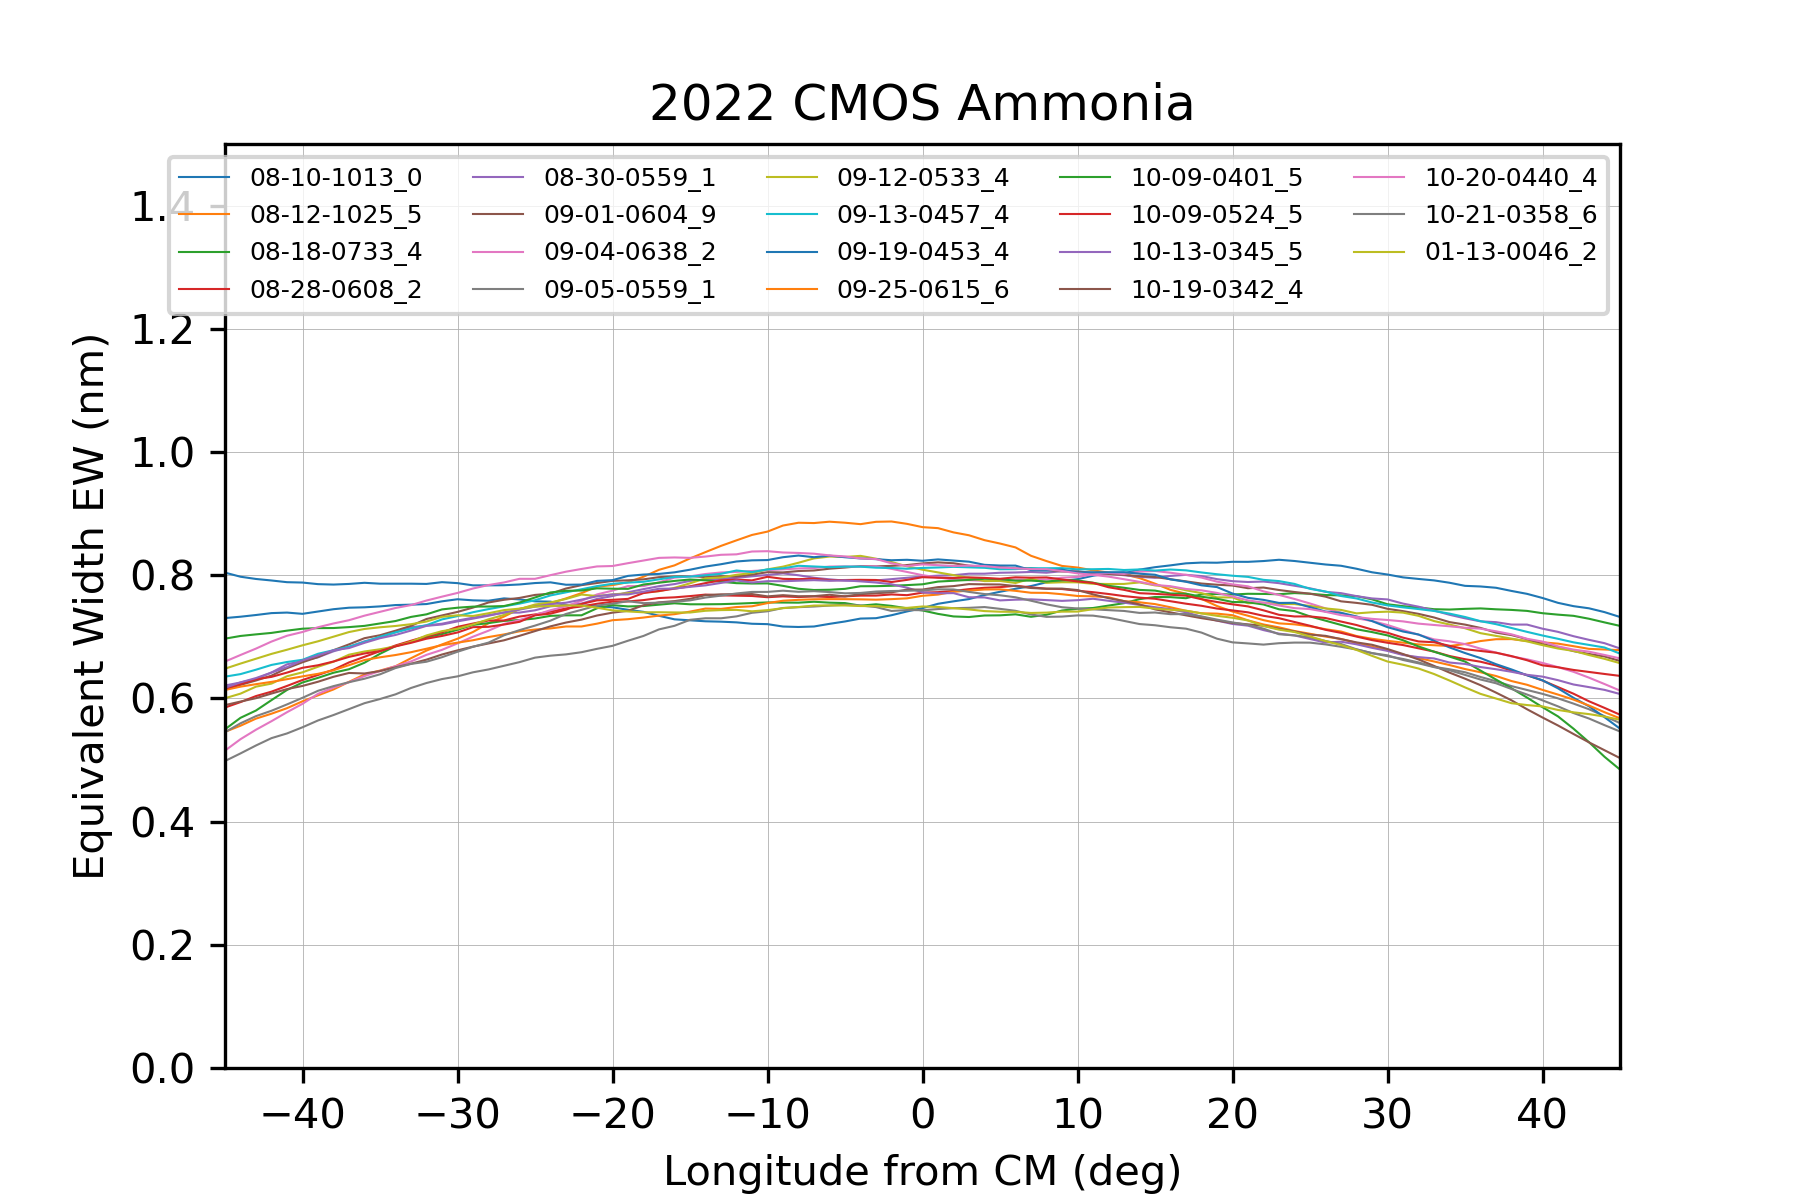 2022 CMOS Ammonia
08-10-1013_0 08-30-0559_1 09-12-0533_4 10-09-0401_5 10-20-0440_4
08-12-1025_5 09-01-0604_9 09-13-0457_4 10-09-0524_5 10-21-0358_6
08-18-0733_4 09-04-0638_2 09-19-0453_4 10-13-0345_5 01-13-0046_2
08-28-0608_2 09-05-0559_1 09-25-0615_6 10-19-0342_4
1.4
1.2
1.0
0.8
0.6
0.4
0.2
0.0
Equivalent Width EW (nm)
−40 −30 −20 −10 0 10 20 30 40
Longitude from CM (deg)